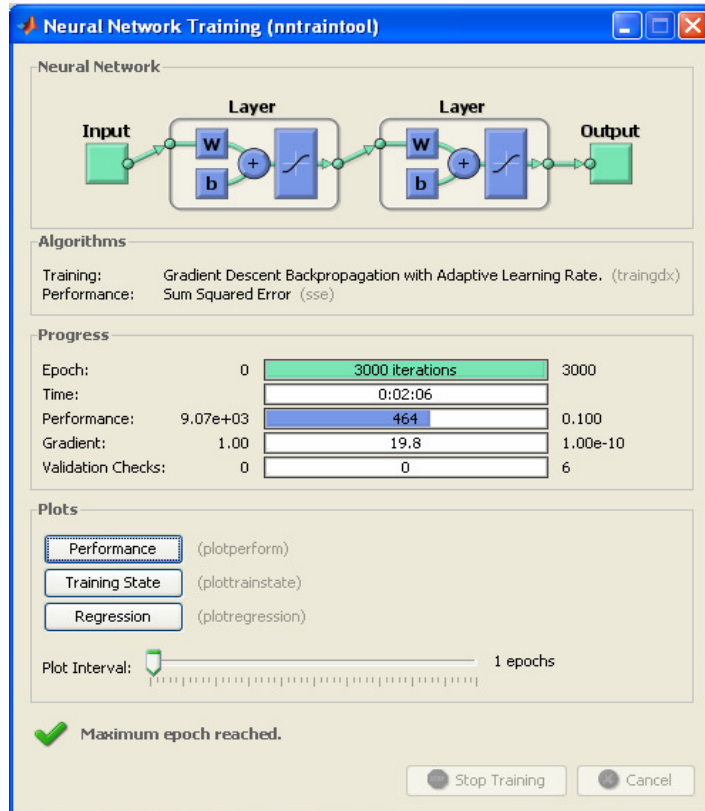 Neural Network Training (nntraintool)
Neural Network
Layer Layer
Input Output
W + W +
b b
Algorithms
Training: Gradient Descent Backpropagation with Adaptive Learning Rate. (traingdx)
Performance: Sum Squared Error (sse)
Progress
Epoch: 0 3000 iterations 3000
Time: 0:02:06
Performance: 9.07e+03 464 0.100
Gradient: 1.00 19.8 1.00e-10
Validation Checks: 0 0 6
Plots
Performance (plotperform)
Training State (plottrainstate)
Regression (plotregression)
Plot Interval: 1 epochs
Maximum epoch reached.
Stop Training Cancel